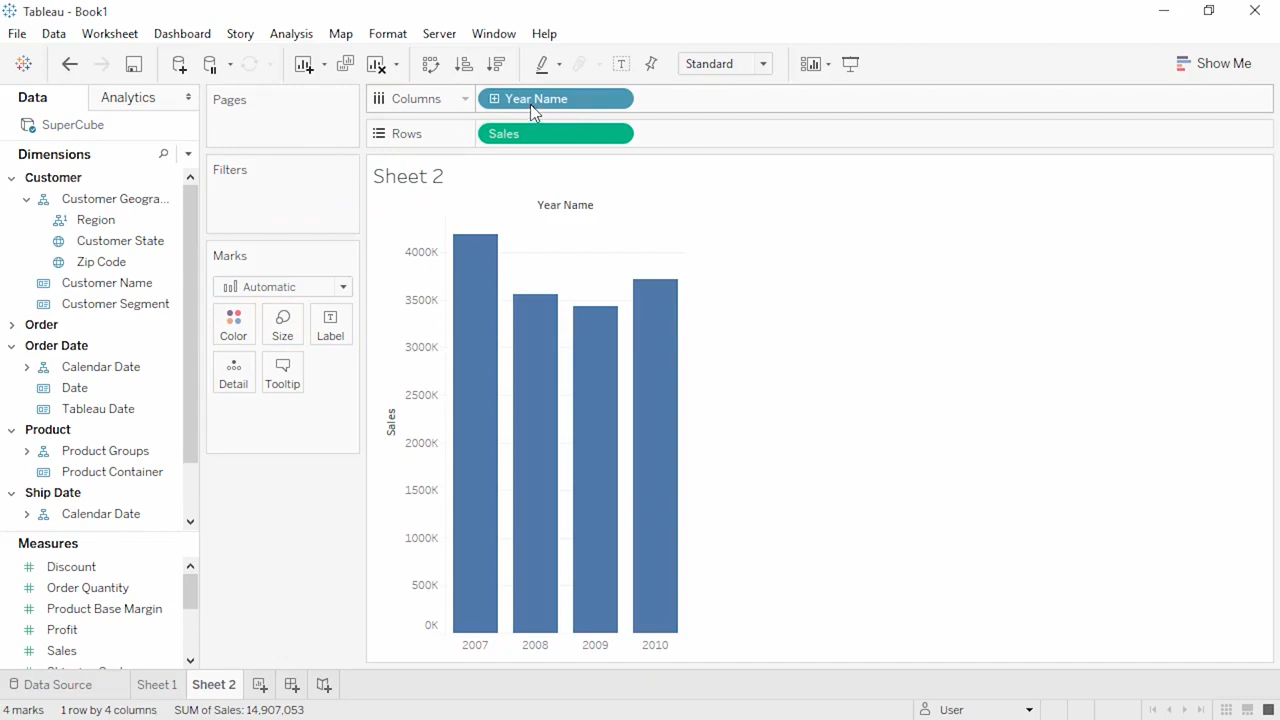 Tableau - Book1
File Data Worksheet Dashboard Story Analysis Map Format Server Window Help
Standard
Show Me
Data Analytics
SuperCube
Dimensions
Customer
Customer Geogra...
Region
Customer State
Zip Code
Customer Name
Customer Segment
Order
Order Date
Calendar Date
Date
Tableau Date
Product
Product Groups
Product Container
Ship Date
Calendar Date
Measures
Discount
Order Quantity
Product Base Margin
Profit
Sales
Pages
Filters
Marks
Automatic
Color Size Label
Detail Tooltip
Columns Year Name
Rows Sales
Sheet 2
Year Name
4000K
3500K
3000K
2500K
2000K
1500K
1000K
500K
0K
Sales
2007 2008 2009 2010
Data Source Sheet 1 Sheet 2
4 marks 1 row by 4 columns SUM of Sales: 14,907,053 User